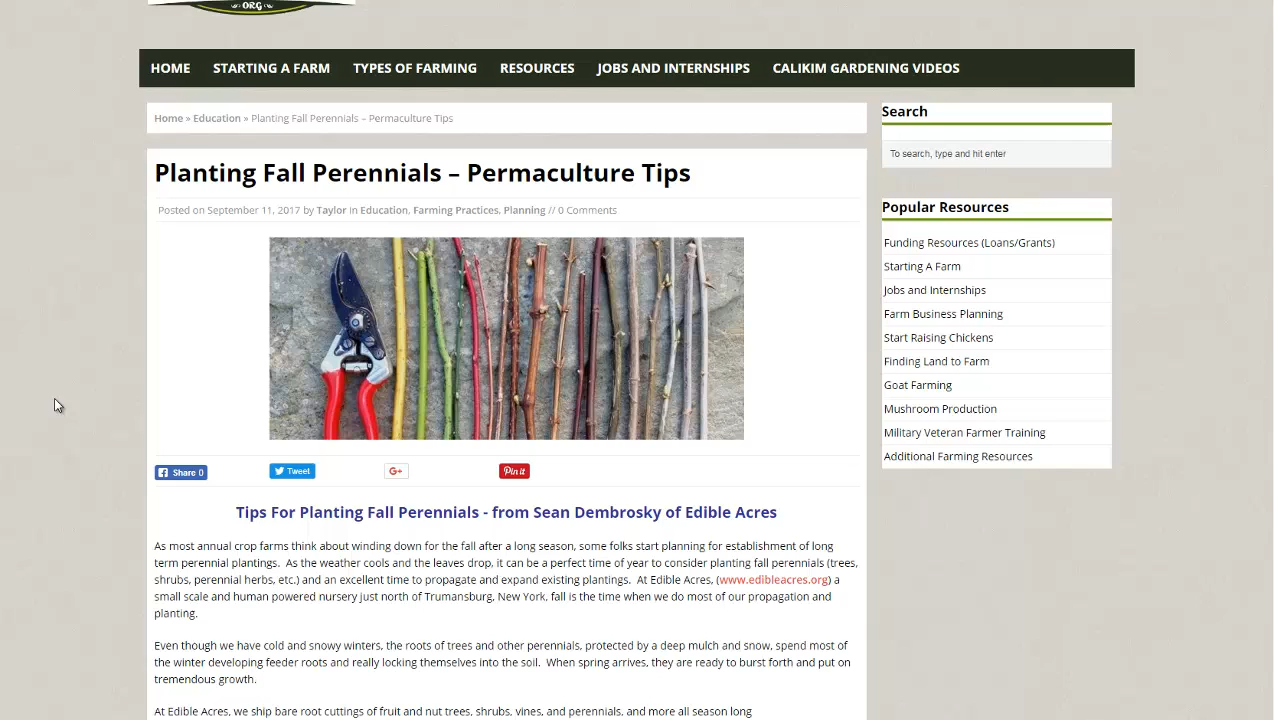 ORG
HOME STARTING A FARM TYPES OF FARMING RESOURCES JOBS AND INTERNSHIPS CALIKIM GARDENING VIDEOS
Home » Education » Planting Fall Perennials – Permaculture Tips
Planting Fall Perennials – Permaculture Tips
Posted on September 11, 2017 by Taylor in Education, Farming Practices, Planning // 0 Comments
Share 0 Tweet G+ Pin it
Tips For Planting Fall Perennials - from Sean Dembrosky of Edible Acres
As most annual crop farms think about winding down for the fall after a long season, some folks start planning for establishment of long
term perennial plantings. As the weather cools and the leaves drop, it can be a perfect time of year to consider planting fall perennials (trees,
shrubs, perennial herbs, etc.) and an excellent time to propagate and expand existing plantings. At Edible Acres, (www.edibleacres.org) a
small scale and human powered nursery just north of Trumansburg, New York, fall is the time when we do most of our propagation and
planting.
Even though we have cold and snowy winters, the roots of trees and other perennials, protected by a deep mulch and snow, spend most of
the winter developing feeder roots and really locking themselves into the soil. When spring arrives, they are ready to burst forth and put on
tremendous growth.
At Edible Acres, we ship bare root cuttings of fruit and nut trees, shrubs, vines, and perennials, and more all season long
Search
To search, type and hit enter
Popular Resources
Funding Resources (Loans/Grants)
Starting A Farm
Jobs and Internships
Farm Business Planning
Start Raising Chickens
Finding Land to Farm
Goat Farming
Mushroom Production
Military Veteran Farmer Training
Additional Farming Resources